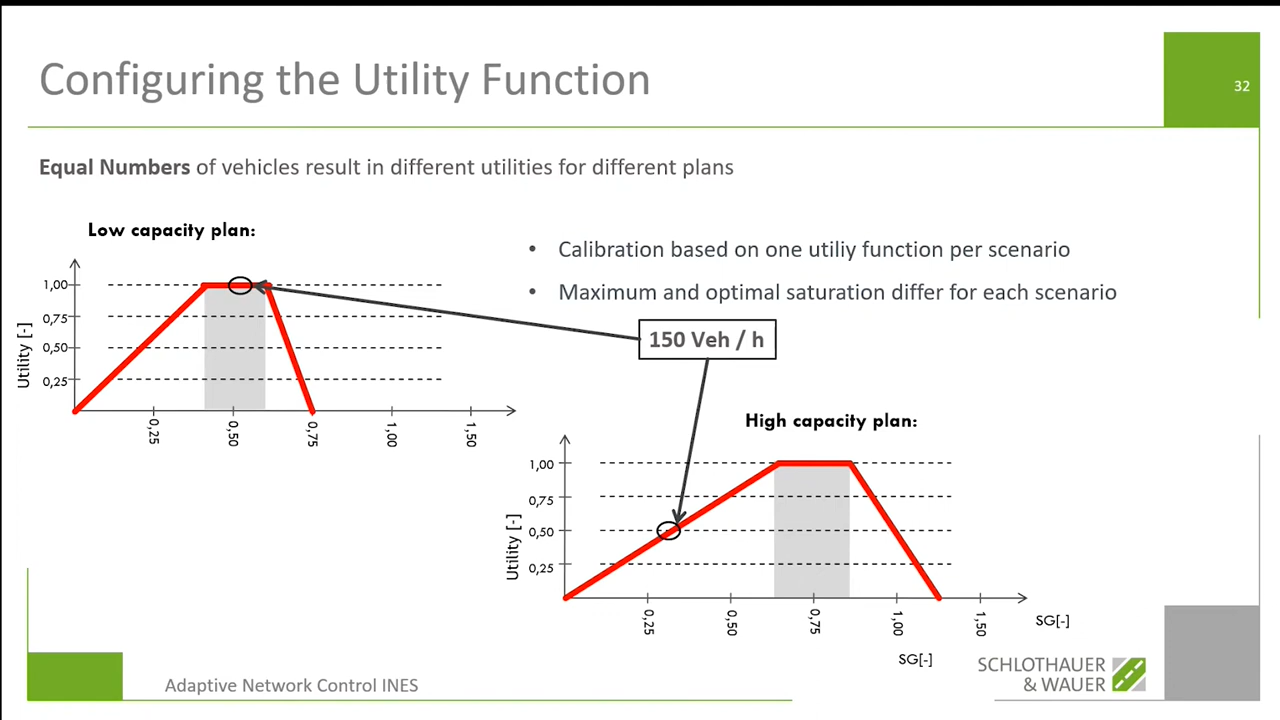 Configuring the Utility Function
32
Equal Numbers of vehicles result in different utilities for different plans
Low capacity plan:
• Calibration based on one utiliy function per scenario
• Maximum and optimal saturation differ for each scenario
150 Veh / h
Utility [-]
1,00
0,75
0,50
0,25
0,25
0,50
0,75
1,00
1,50
High capacity plan:
Utility [-]
1,00
0,75
0,50
0,25
0,25
0,50
0,75
1,00
1,50
SG[-]
SG[-]
Adaptive Network Control INES
SCHLOTHAUER
& WAUER